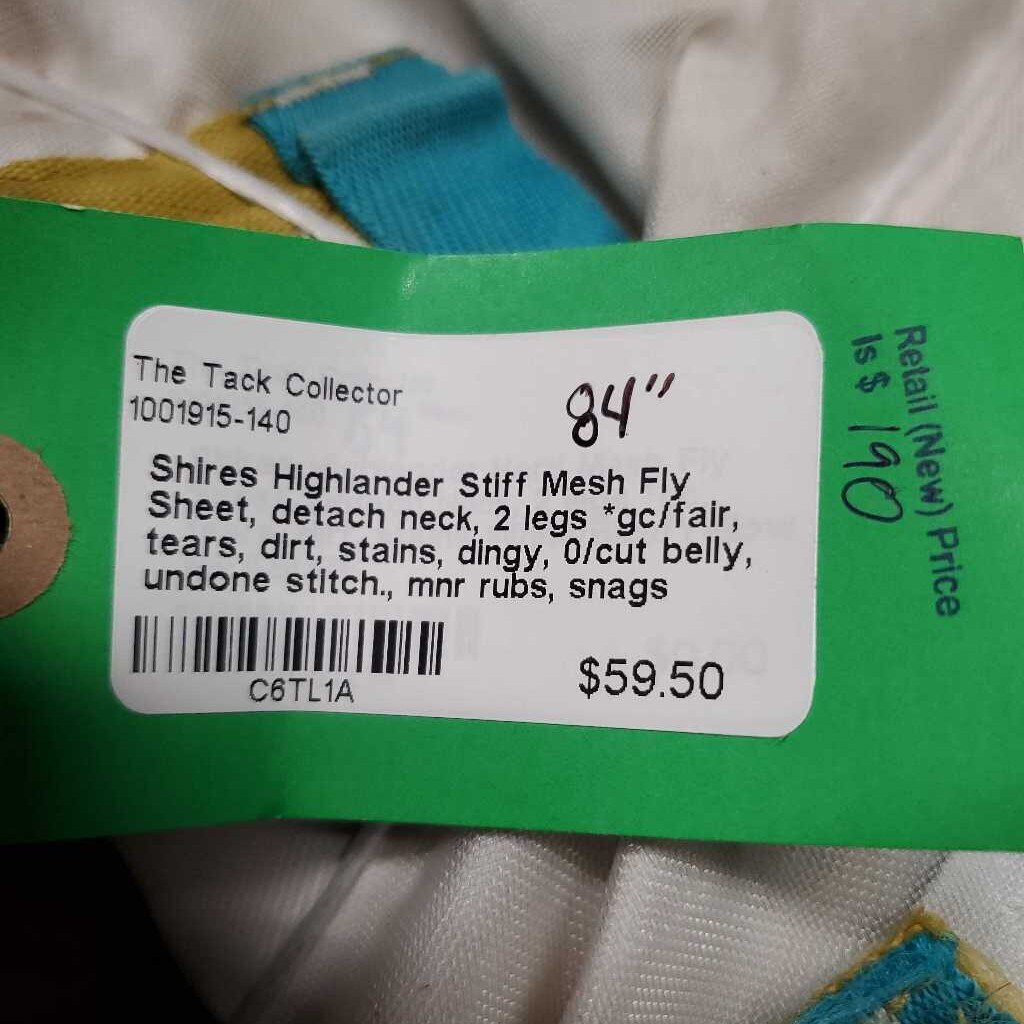 The Tack Collector
1001915-140
84"
Shires Highlander Stiff Mesh Fly
Sheet, detach neck, 2 legs *gc/fair,
tears, dirt, stains, dingy, 0/cut belly,
undone stitch., mnr rubs, snags
C6TL1A
$59.50
Retail (New) Price
Is $ 190